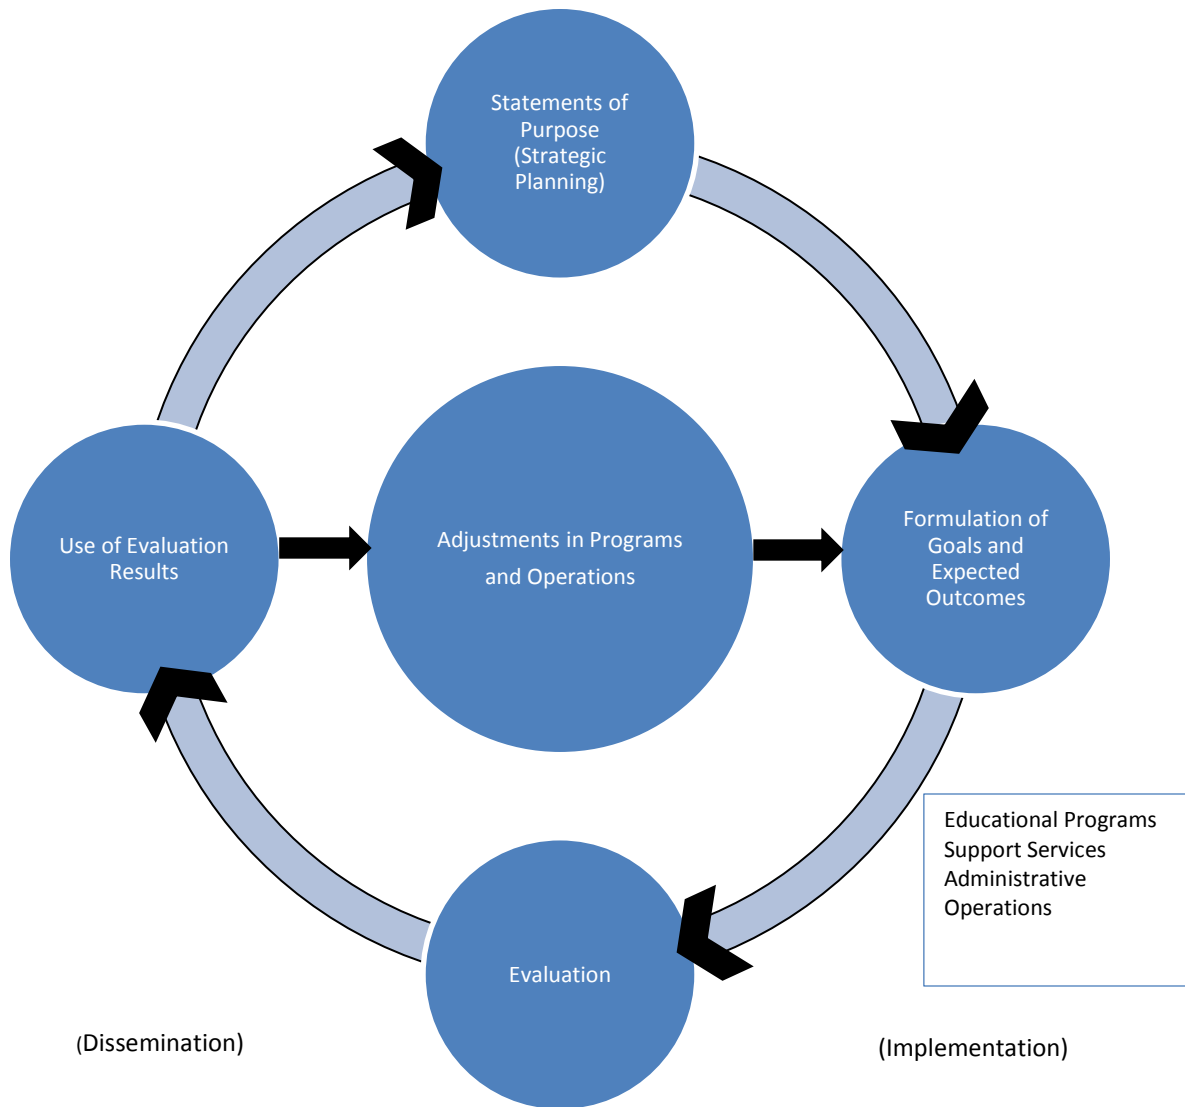 Statements of
Purpose
(Strategic
Planning)
Use of Evaluation
Results
Adjustments in Programs
and Operations
Formulation of
Goals and
Expected
Outcomes
Educational Programs
Support Services
Administrative
Operations
Evaluation
(Dissemination)
(Implementation)